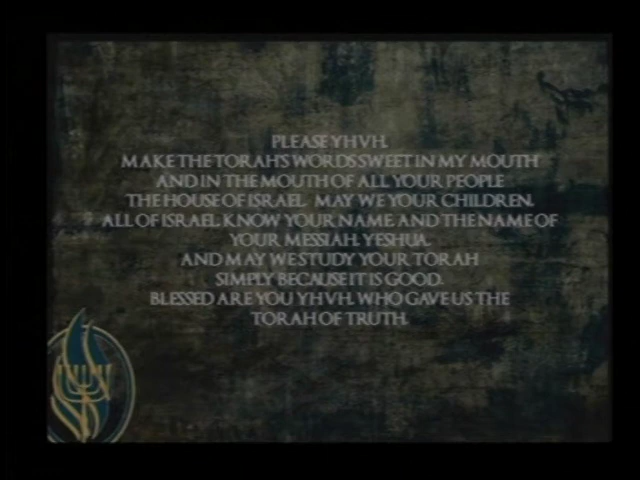 PLEASE YHVH.
MAKE THE TORAH'S WORDS SWEET IN MY MOUTH
AND IN THE MOUTH OF ALL YOUR PEOPLE
THE HOUSE OF ISRAEL. MAY WE YOUR CHILDREN.
ALL OF ISRAEL. KNOW YOUR NAME. AND THE NAME OF
YOUR MESSIAH. YESHUA.
AND MAY WE STUDY YOUR TORAH
SIMPLY BECAUSE IT IS GOOD.
BLESSED ARE YOU YHVH. WHO GAVE US THE
TORAH OF TRUTH.